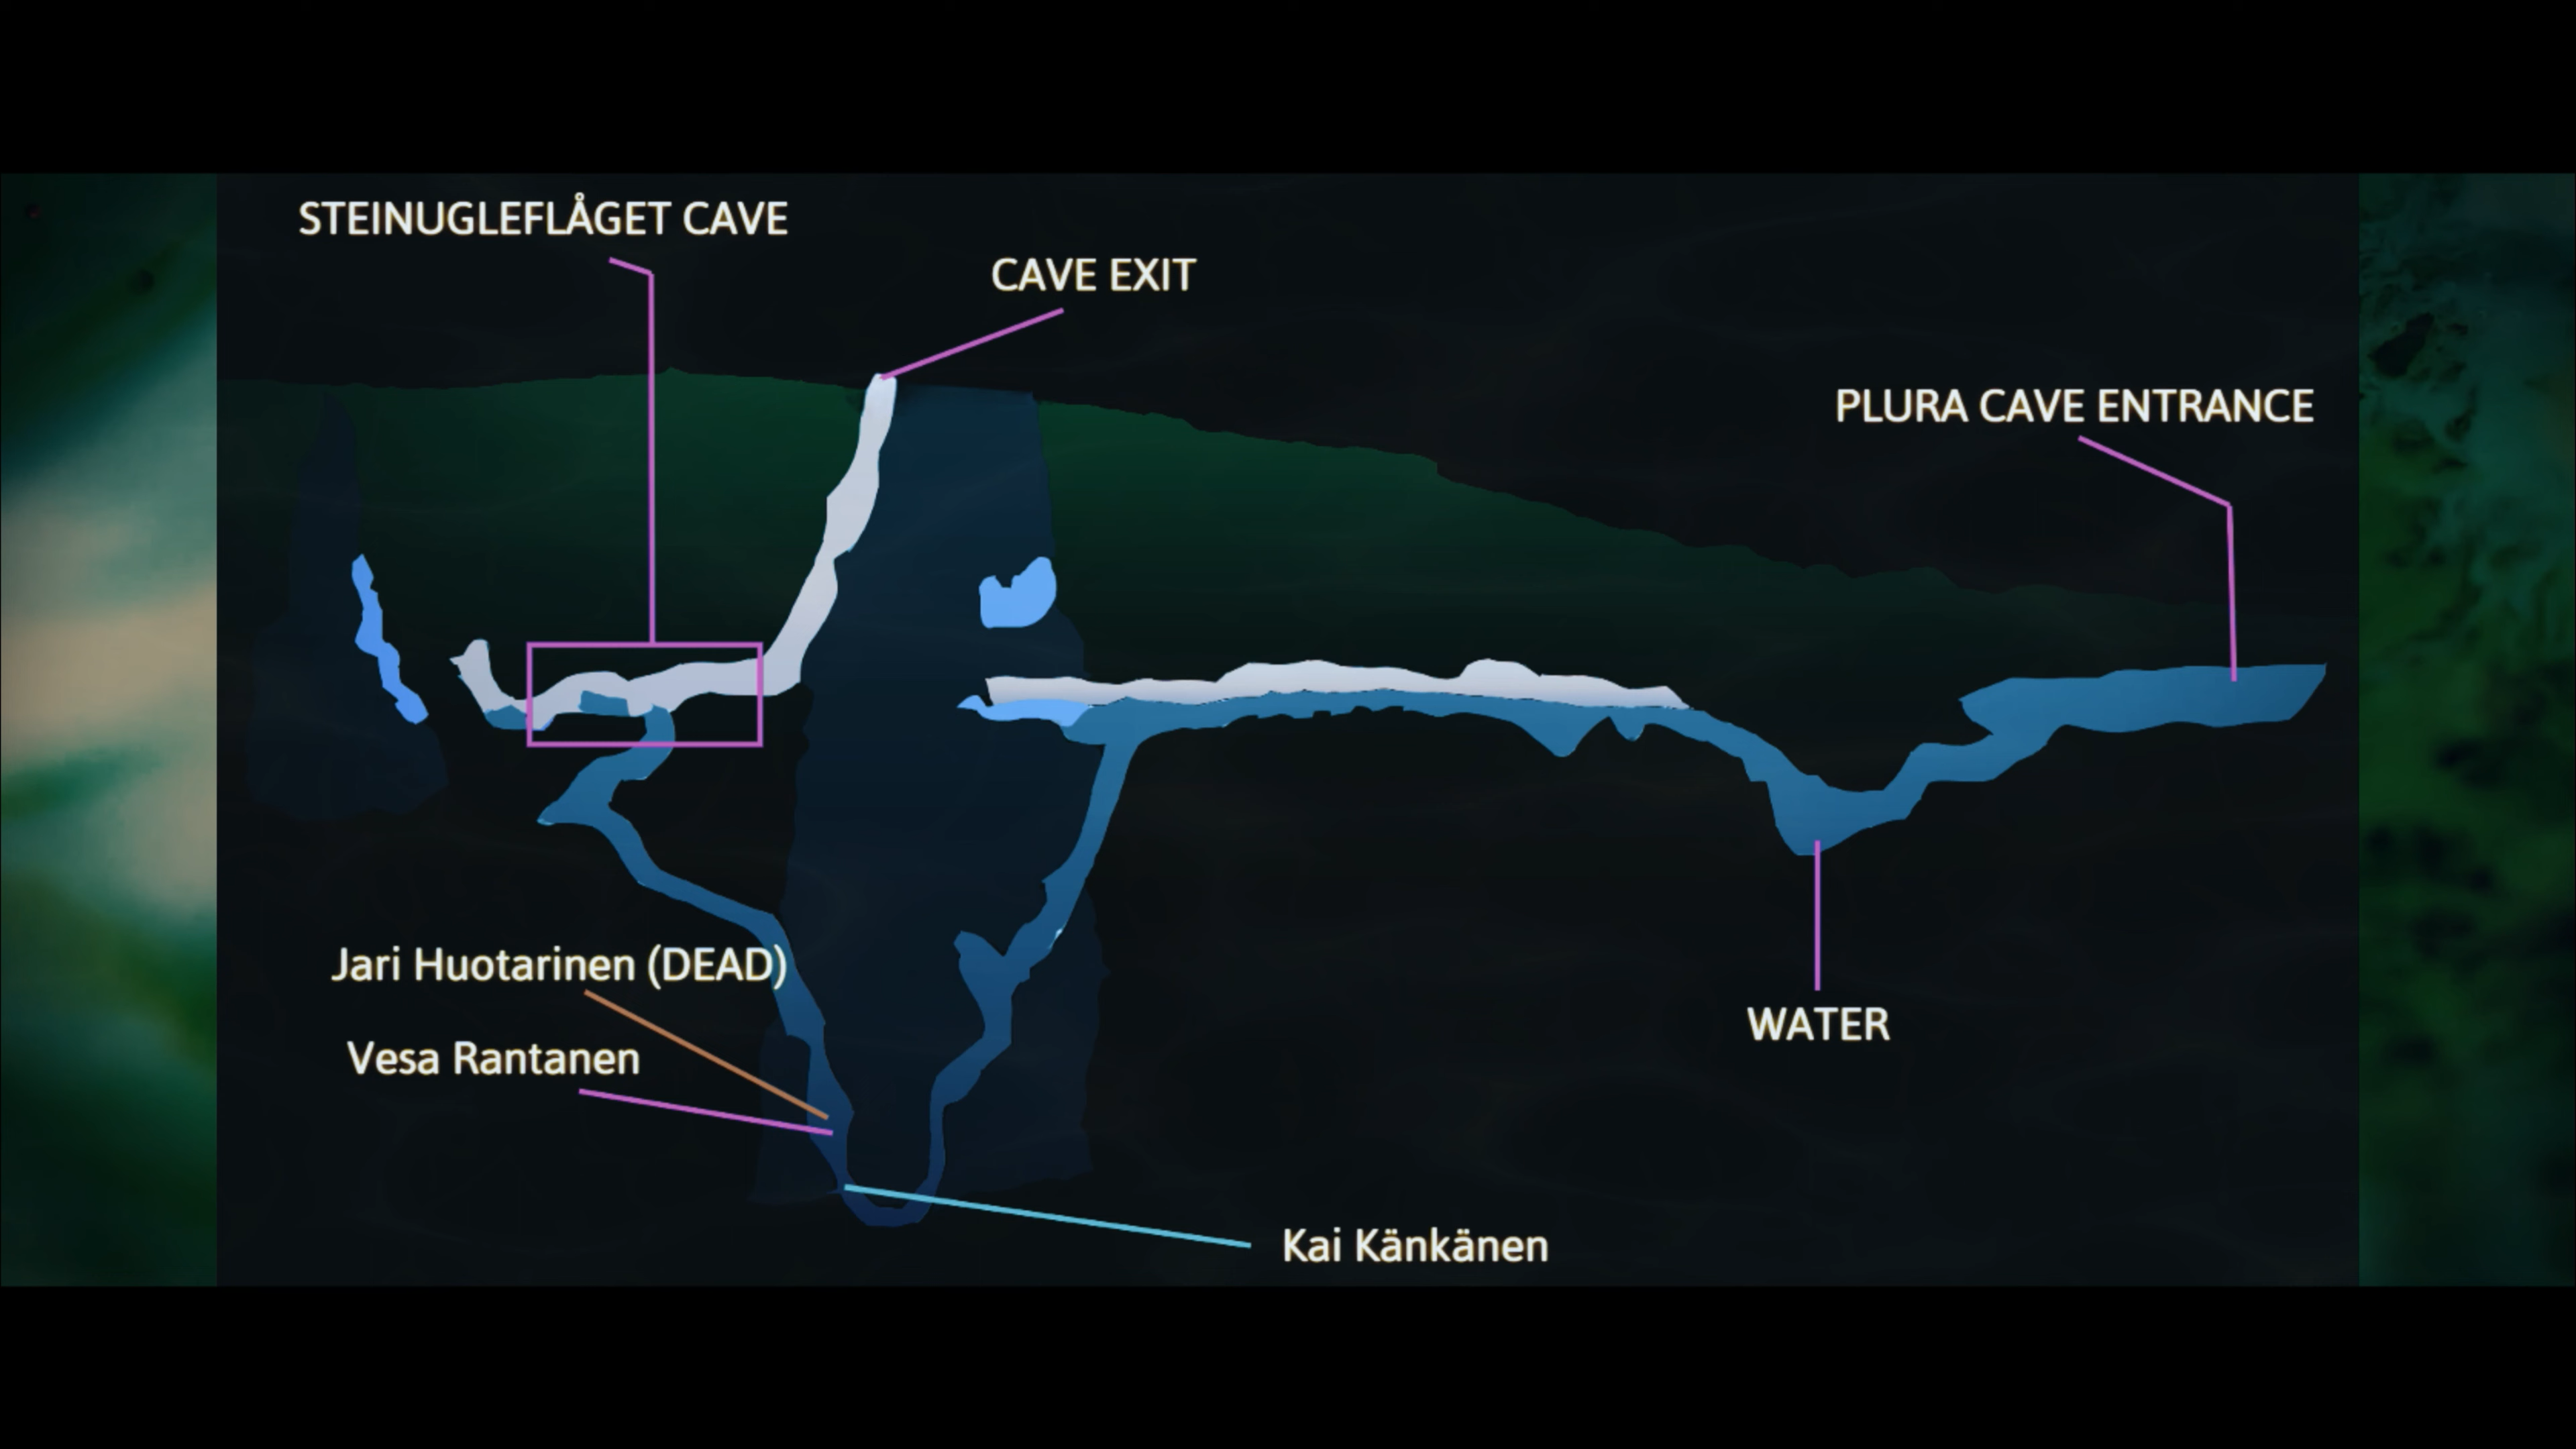 STEINUGLEFLÅGET CAVE
CAVE EXIT
PLURA CAVE ENTRANCE
Jari Huotarinen (DEAD)
WATER
Vesa Rantanen
Kai Känkänen